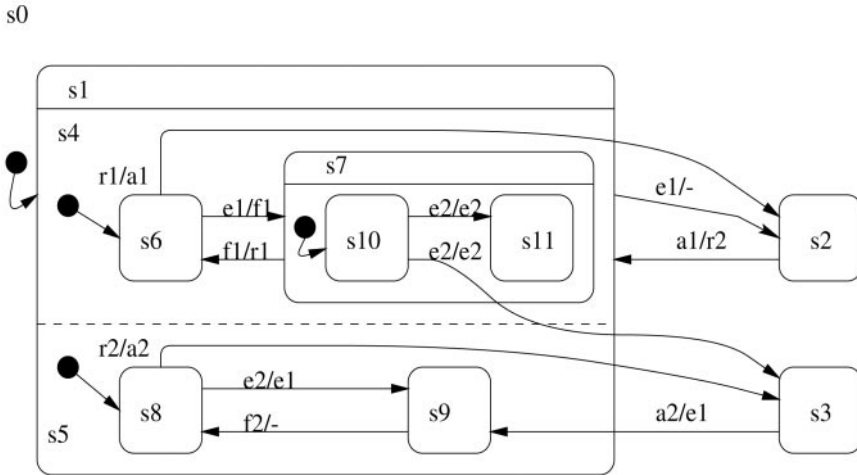 s0
s1
s4
s7
r1/a1
e1/f1
e2/e2
e1/-
s6
s10
s11
s2
f1/r1
e2/e2
a1/r2
r2/a2
e2/e1
s8
s9
s3
f2/-
a2/e1
s5